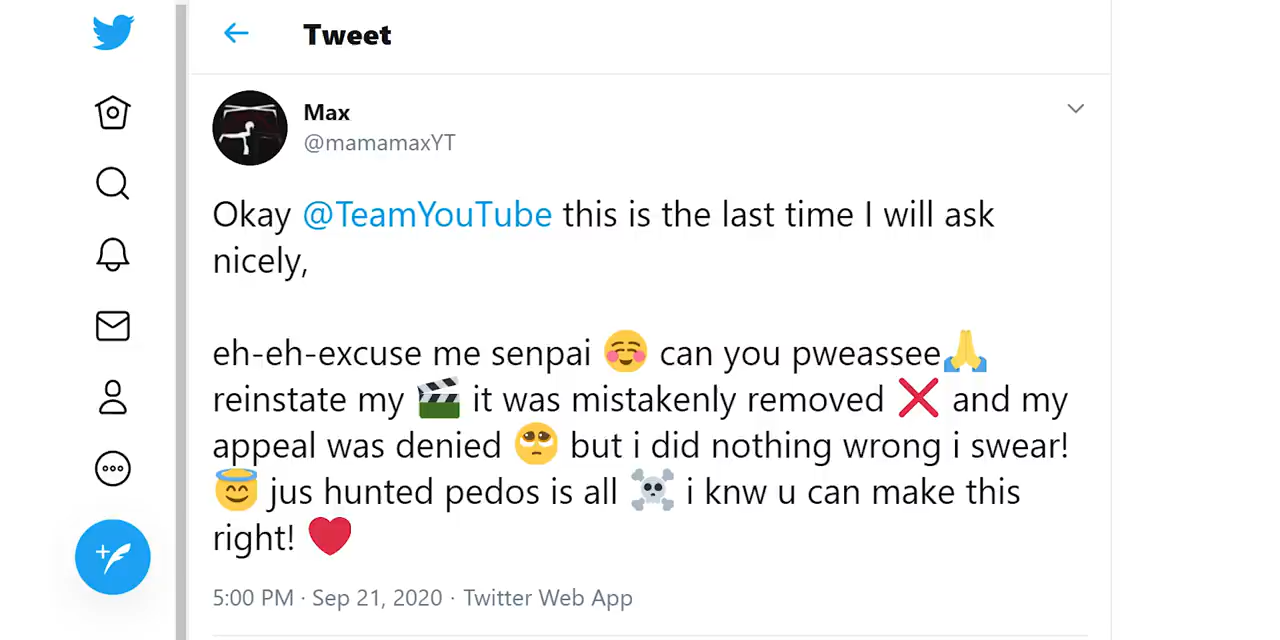 Tweet
Max
@mamamaxYT
Okay @TeamYouTube this is the last time I will ask
nicely,
eh-eh-excuse me senpai ☺️ can you pweassee🙏
reinstate my 🎬 it was mistakenly removed ❌ and my
appeal was denied 🥺 but i did nothing wrong i swear!
😇 jus hunted pedos is all ☠️ i knw u can make this
right! ❤️
5:00 PM · Sep 21, 2020 · Twitter Web App